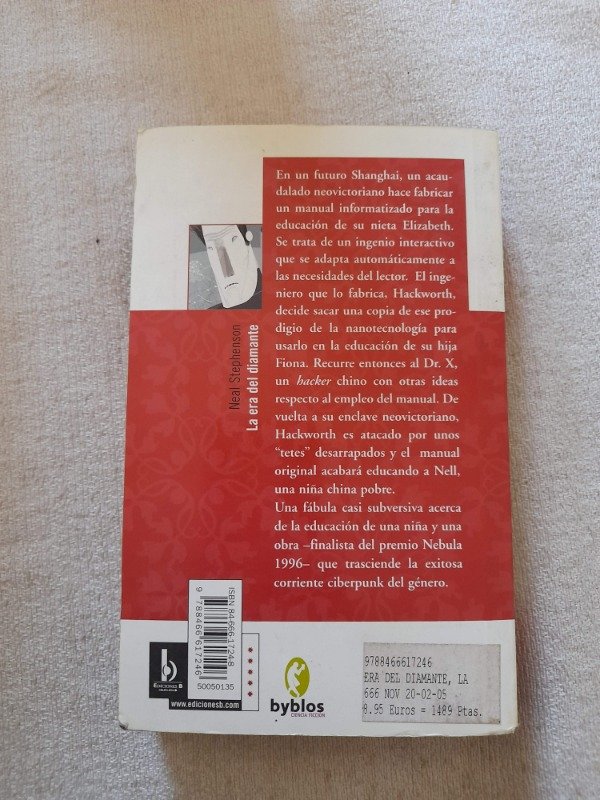 En un futuro Shanghai, un acau-
dalado neovictoriano hace fabricar
un manual informatizado para la
educación de su nieta Elizabeth.
Se trata de un ingenio interactivo
que se adapta automáticamente a
las necesidades del lector. El inge-
niero que lo fabrica, Hackworth,
decide sacar una copia de ese pro-
digio de la nanotecnología para
usarlo en la educación de su hija
Fiona. Recurre entonces al Dr. X,
un hacker chino con otras ideas
respecto al empleo del manual. De
vuelta a su enclave neovictoriano,
Hackworth es atacado por unos
“tetes” desarrapados y el manual
original acabará educando a Nell,
una niña china pobre.
Una fábula casi subversiva acerca
de la educación de una niña y una
obra –finalista del premio Nebula
1996– que trasciende la exitosa
corriente ciberpunk del género.
Neal Stephenson
La era del diamante
ISBN 84-666-1724-8
9 788466 617246
50050135
b
EDICIONES B
www.edicionesb.com
byblos
CIENCIA FICCIÓN
9788466617246
ERA DEL DIAMANTE, LA
666 NOV 20-02-05
8.95 Euros = 1489 Ptas.